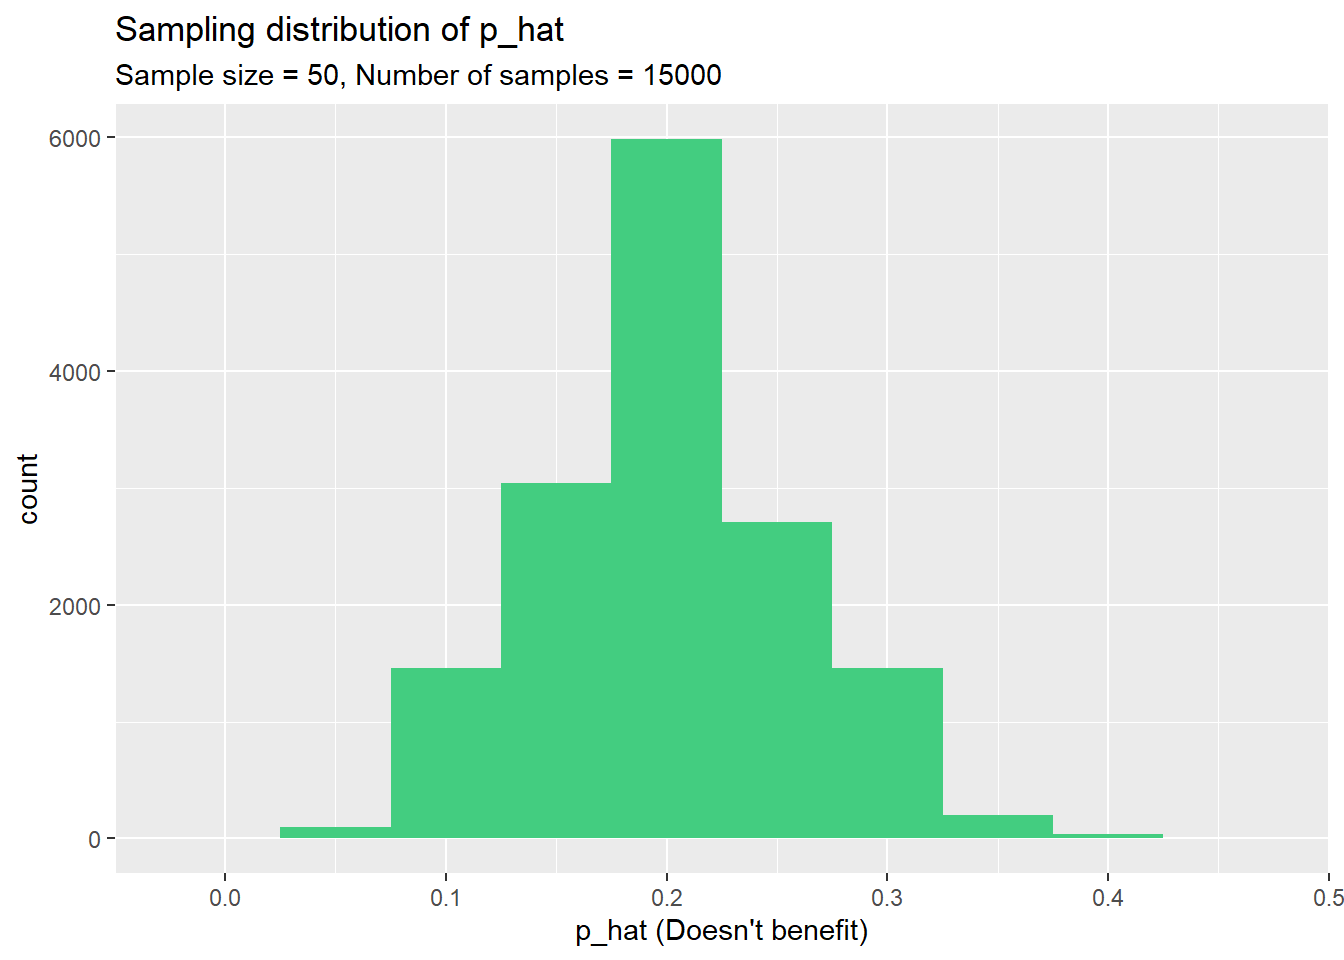 Sampling distribution of p_hat
Sample size = 50, Number of samples = 15000
6000
4000
2000
0
count
0.0 0.1 0.2 0.3 0.4 0.5
p_hat (Doesn't benefit)